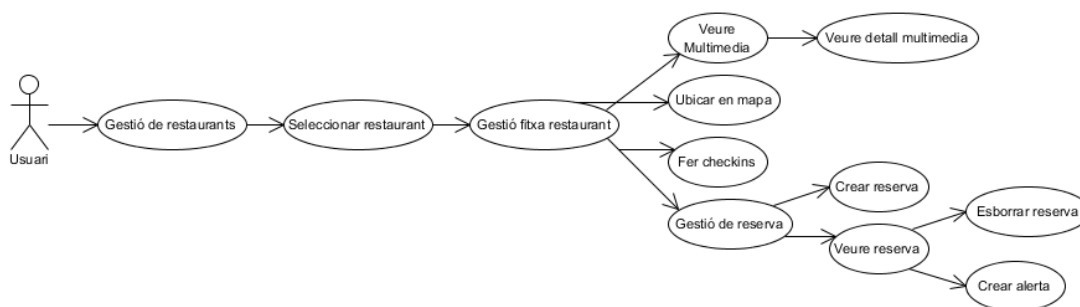 Usuari
Gestió de restaurants
Seleccionar restaurant
Gestió fitxa restaurant
Veure
Multimedia
Veure detall multimedia
Ubicar en mapa
Fer checkins
Gestió de reserva
Crear reserva
Veure reserva
Esborrar reserva
Crear alerta